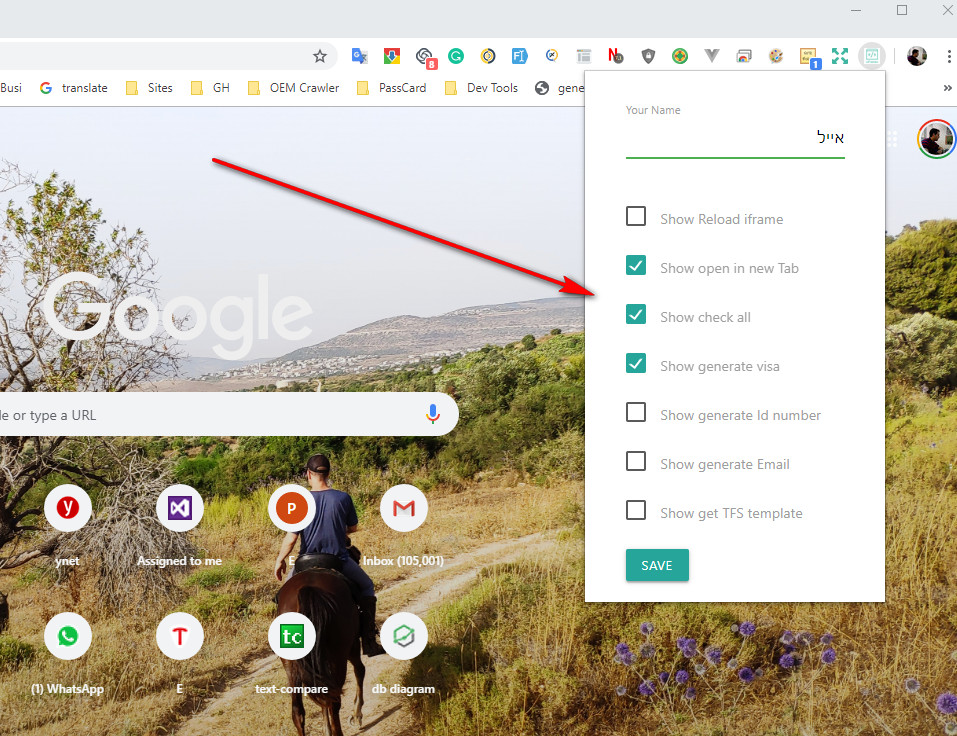 8
1
Busi
translate
Sites
GH
OEM Crawler
PassCard
Dev Tools
gene
»
Your Name
אייל
Google
Show Reload iframe
Show open in new Tab
Show check all
Show generate visa
le or type a URL
Show generate Id number
Show generate Email
Show get TFS template
SAVE
P
ynet
Assigned to me
E
Inbox (105,001)
T
tc
(1) WhatsApp
E
text-compare
db diagram